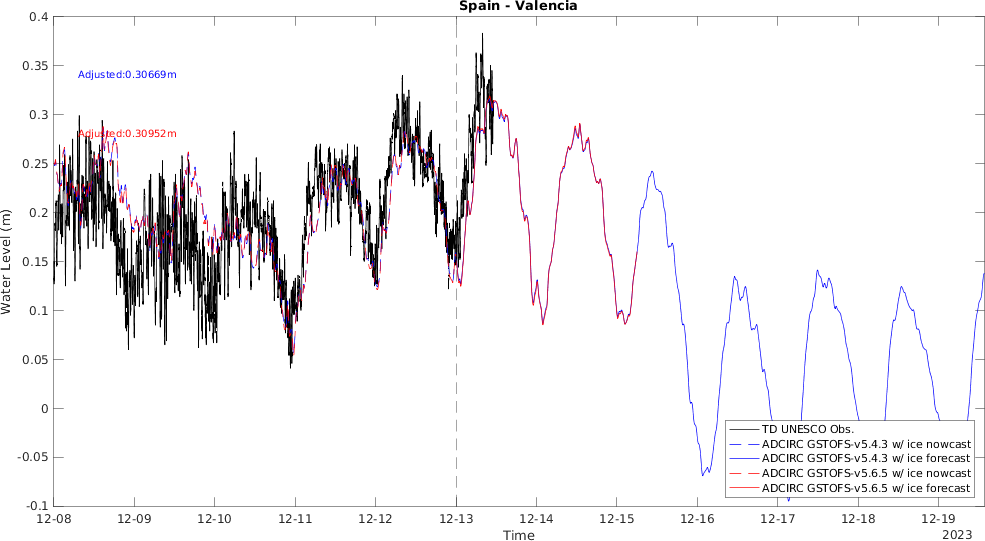 Spain - Valencia
0.4
0.35
0.3
0.25
0.2
0.15
0.1
0.05
0
-0.05
-0.1
Water Level (m)
Adjusted:0.30669m
Adjusted:0.30952m
TD UNESCO Obs.
ADCIRC GSTOFS-v5.4.3 w/ ice nowcast
ADCIRC GSTOFS-v5.4.3 w/ ice forecast
ADCIRC GSTOFS-v5.6.5 w/ ice nowcast
ADCIRC GSTOFS-v5.6.5 w/ ice forecast
12-08 12-09 12-10 12-11 12-12 12-13 12-14 12-15 12-16 12-17 12-18 12-19
Time
2023